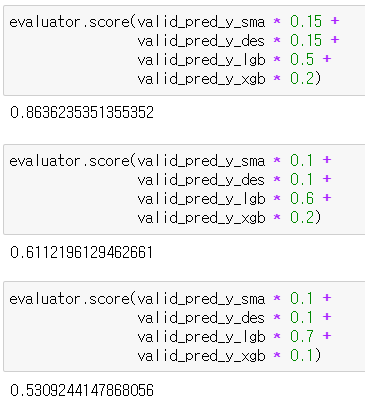 evaluator.score(valid_pred_y_sma * 0.15 +
valid_pred_y_des * 0.15 +
valid_pred_y_lgb * 0.5 +
valid_pred_y_xgb * 0.2)
0.8636235351355352
evaluator.score(valid_pred_y_sma * 0.1 +
valid_pred_y_des * 0.1 +
valid_pred_y_lgb * 0.6 +
valid_pred_y_xgb * 0.2)
0.6112196129462661
evaluator.score(valid_pred_y_sma * 0.1 +
valid_pred_y_des * 0.1 +
valid_pred_y_lgb * 0.7 +
valid_pred_y_xgb * 0.1)
0.5309244147868056